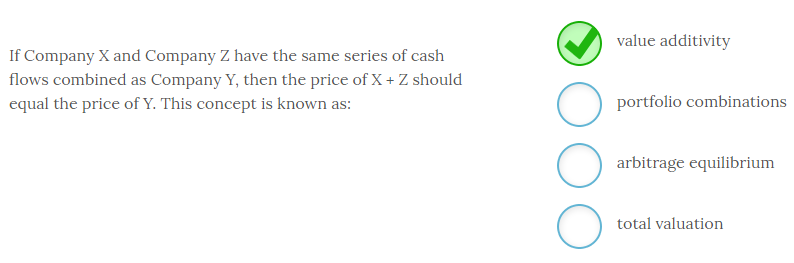 If Company X and Company Z have the same series of cash
flows combined as Company Y, then the price of X + Z should
equal the price of Y. This concept is known as:
value additivity
portfolio combinations
arbitrage equilibrium
total valuation